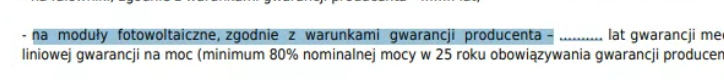 - na moduły fotowoltaiczne, zgodnie z warunkami gwarancji producenta – .......... lat gwarancji
liniowej gwarancji na moc (minimum 80% nominalnej mocy w 25 roku obowiązywania gwarancji